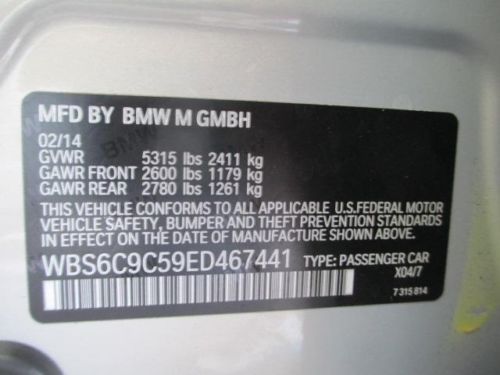 MFD BY BMW M GMBH
02/14
GVWR 5315 lbs 2411 kg
GAWR FRONT 2600 lbs 1179 kg
GAWR REAR 2780 lbs 1261 kg
THIS VEHICLE CONFORMS TO ALL APPLICABLE U.S.FEDERAL MOTOR
VEHICLE SAFETY, BUMPER AND THEFT PREVENTION STANDARDS
IN EFFECT ON THE DATE OF MANUFACTURE SHOWN ABOVE.
WBS6C9C59ED467441 TYPE: PASSENGER CAR
X04/7
7 315 814